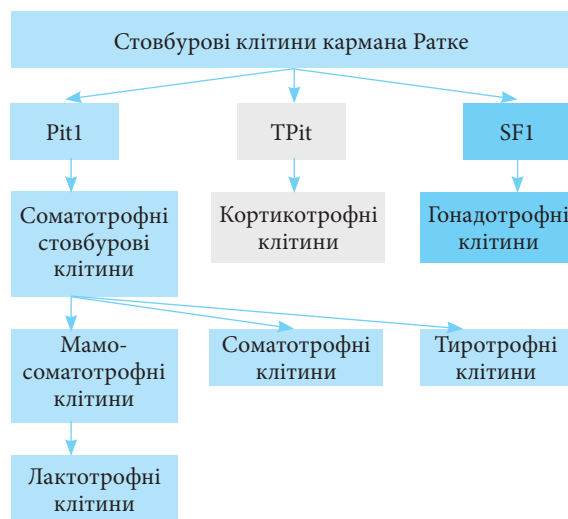 Стовбурові клітини кармана Ратке
Pit1
TPit
SF1
Соматотрофні
стовбурові
клітини
Кортикотрофні
клітини
Гонадотрофні
клітини
Мамо-
соматотрофні
клітини
Соматотрофні
клітини
Тиротрофні
клітини
Лактотрофні
клітини